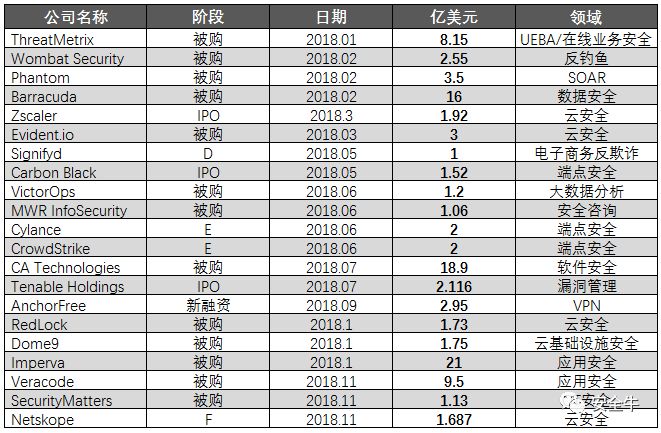 公司名称 阶段 日期 亿美元 领域
ThreatMetrix 被购 2018.01 8.15 UEBA/在线业务安全
Wombat Security 被购 2018.02 2.55 反钓鱼
Phantom 被购 2018.02 3.5 SOAR
Barracuda 被购 2018.02 16 数据安全
Zscaler IPO 2018.3 1.92 云安全
Evident.io 被购 2018.03 3 云安全
Signifyd D 2018.05 1 电子商务反欺诈
Carbon Black IPO 2018.05 1.52 端点安全
VictorOps 被购 2018.06 1.2 大数据分析
MWR InfoSecurity 被购 2018.06 1.06 安全咨询
Cylance E 2018.06 2 端点安全
CrowdStrike E 2018.06 2 端点安全
CA Technologies 被购 2018.07 18.9 软件安全
Tenable Holdings IPO 2018.07 2.116 漏洞管理
AnchorFree 新融资 2018.09 2.95 VPN
RedLock 被购 2018.1 1.73 云安全
Dome9 被购 2018.1 1.75 云基础设施安全
Imperva 被购 2018.1 21 应用安全
Veracode 被购 2018.11 9.5 应用安全
SecurityMatters 被购 2018.11 1.13 安全
Netskope F 2018.11 1.687 云安全
安全牛